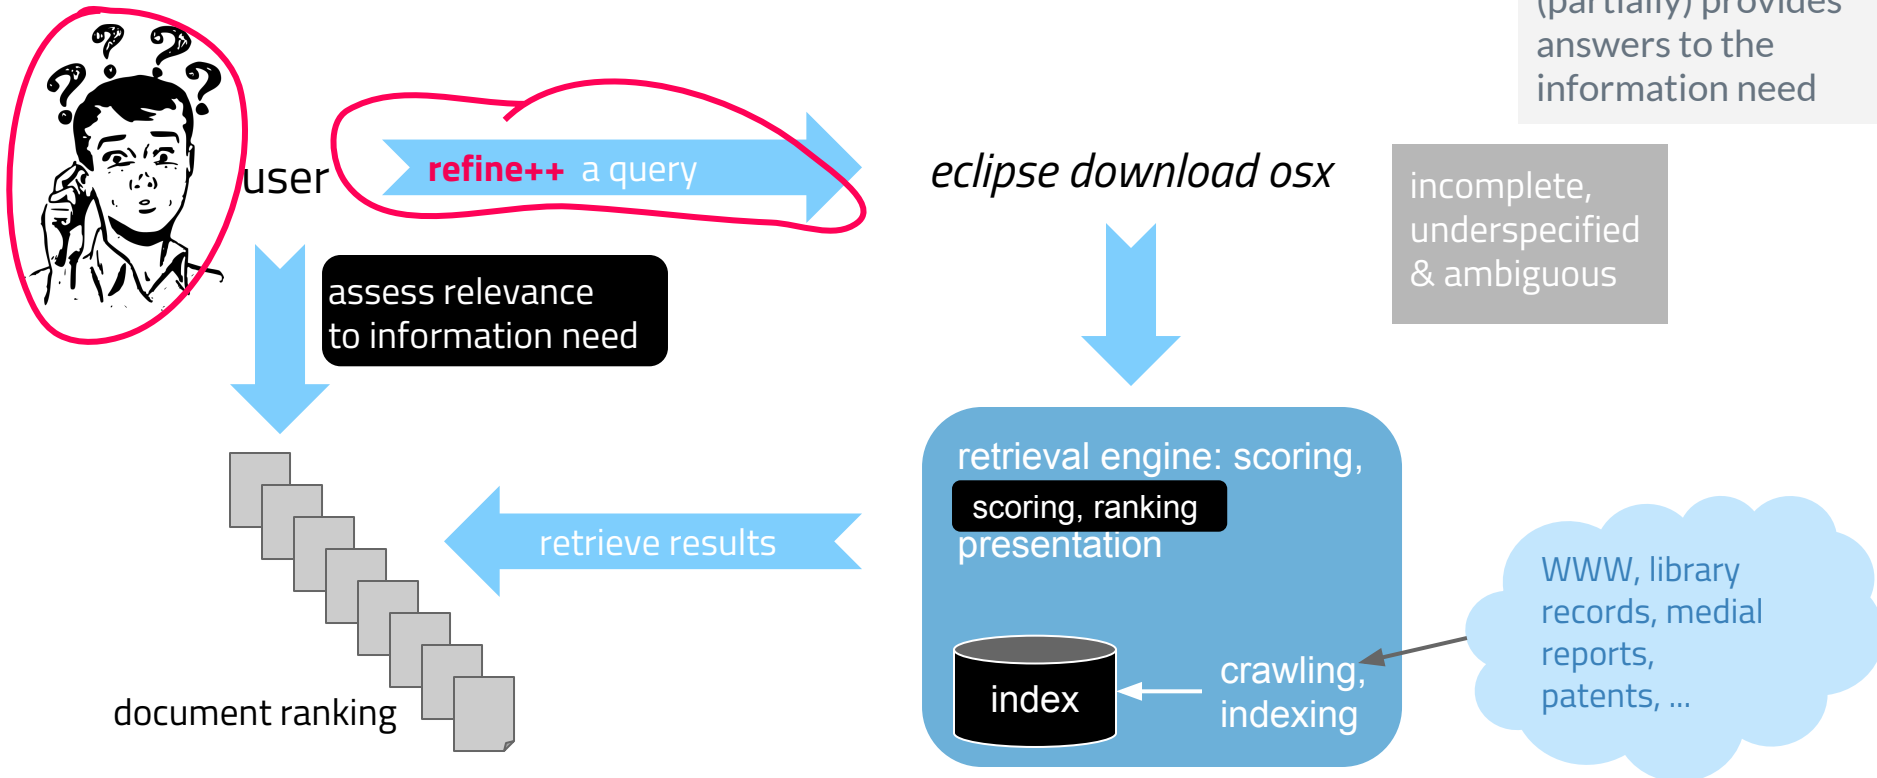 (partially) provides
answers to the
information need
? ? ? ?
user
refine++ a query
eclipse download osx
incomplete,
underspecified
& ambiguous
assess relevance
to information need
retrieval engine: scoring,
scoring, ranking
presentation
retrieve results
WWW, library
records, medial
reports,
patents, ...
crawling,
indexing
index
document ranking